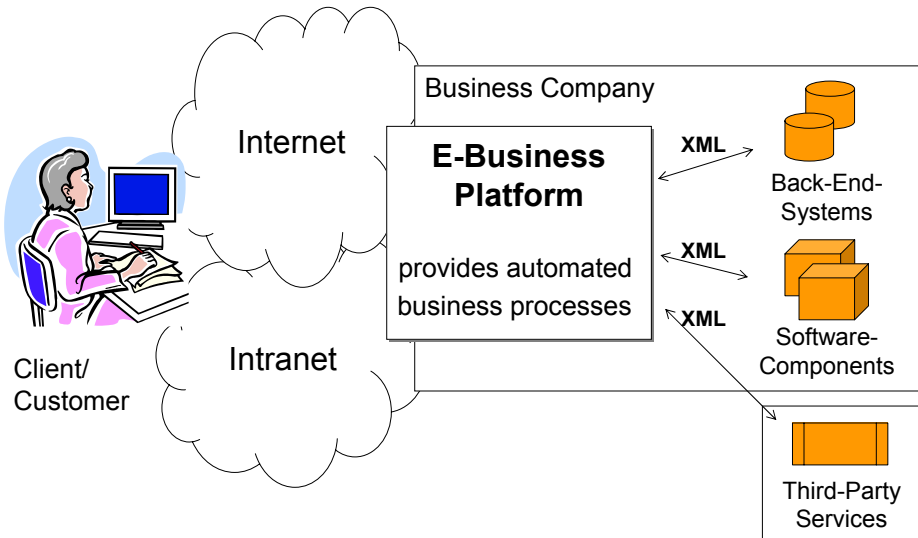 Business Company
Internet
E-Business
Platform
provides automated
business processes
XML
Back-End-
Systems
XML
Software-
Components
XML
Intranet
Client/
Customer
Third-Party
Services